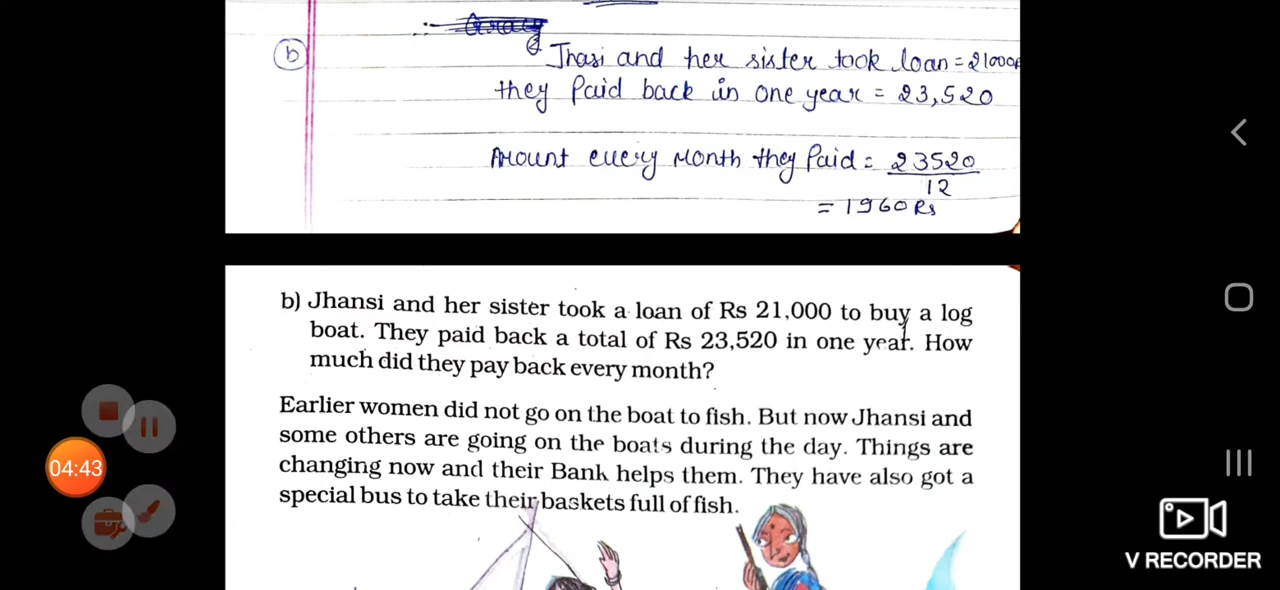 b
Jhasi and her sister took loan = 21000
they Paid back in one year = 23,520
Amount every Month they Paid = 23520
12
= 1960 Rs
b) Jhansi and her sister took a loan of Rs 21,000 to buy a log
boat. They paid back a total of Rs 23,520 in one year. How
much did they pay back every month?
Earlier women did not go on the boat to fish. But now Jhansi and
some others are going on the boats during the day. Things are
changing now and their Bank helps them. They have also got a
special bus to take their baskets full of fish.
04:43
V RECORDER